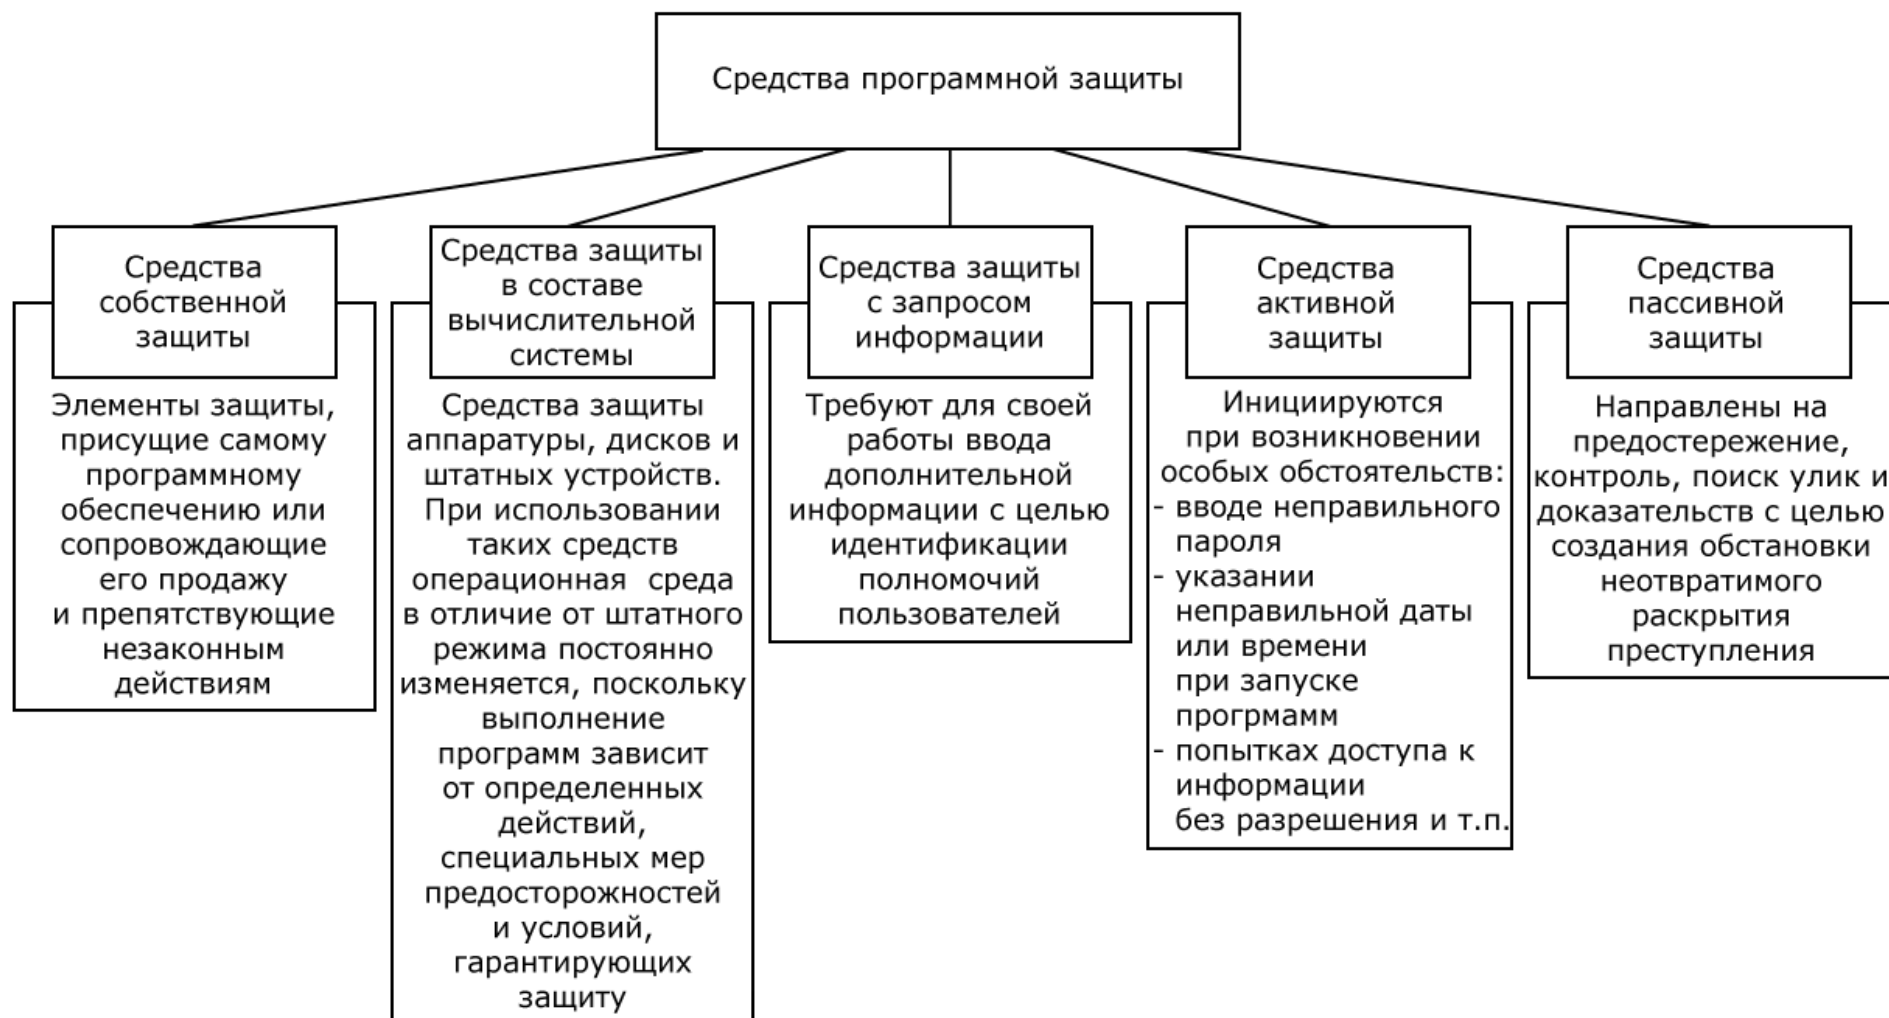 Средства программной защиты
Средства
собственной
защиты
Элементы защиты,
присущие самому
программному
обеспечению или
сопровождающие
его продажу
и препятствующие
незаконным
действиям
Средства защиты
в составе
вычислительной
системы
Средства защиты
аппаратуры, дисков и
штатных устройств.
При использовании
таких средств
операционная  среда
в отличие от штатного
режима постоянно
изменяется, поскольку
выполнение
программ зависит
от определенных
действий,
специальных мер
предосторожностей
и условий,
гарантирующих
защиту
Средства защиты
с запросом
информации
Требуют для своей
работы ввода
дополнительной
информации с целью
идентификации
полномочий
пользователей
Средства
активной
защиты
Инициируются
при возникновении
особых обстоятельств:
- вводе неправильного
пароля
- указании
неправильной даты
или времени
при запуске
прогрмамм
- попытках доступа к
информации
без разрешения и т.п.
Средства
пассивной
защиты
Направлены на
предостережение,
контроль, поиск улик и
доказательств с целью
создания обстановки
неотвратимого
раскрытия
преступления